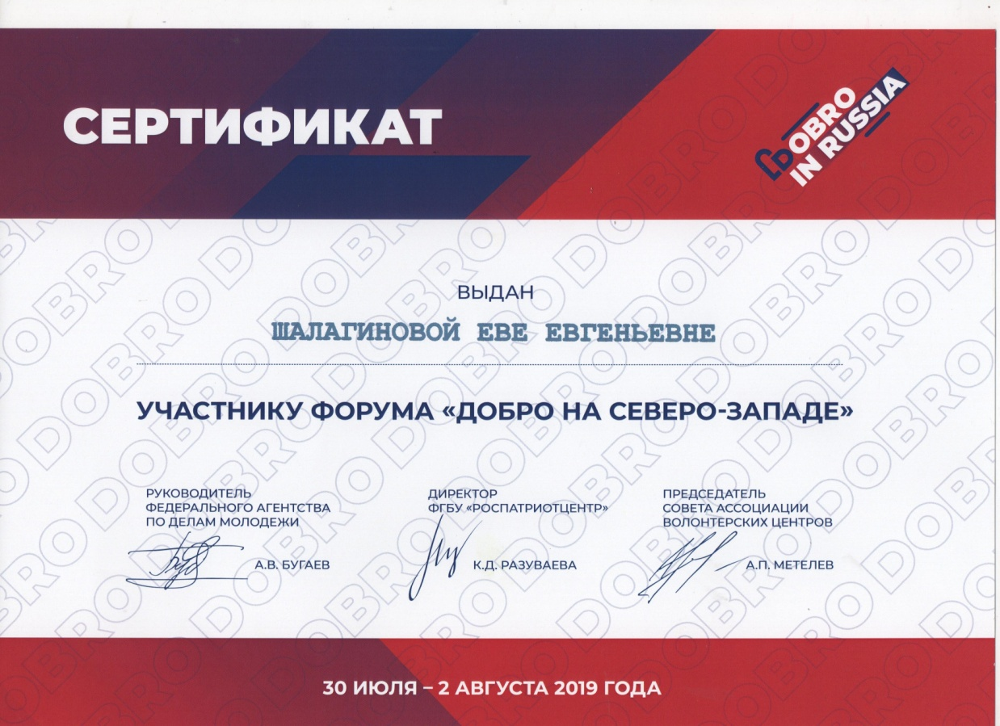 СЕРТИФИКАТ
DOBRO
IN RUSSIA
ВЫДАН
ШАЛАГИНОВОЙ ЕВЕ ЕВГЕНЬЕВНЕ
УЧАСТНИКУ ФОРУМА «ДОБРО НА СЕВЕРО-ЗАПАДЕ»
РУКОВОДИТЕЛЬ
ФЕДЕРАЛЬНОГО АГЕНТСТВА
ПО ДЕЛАМ МОЛОДЕЖИ
А.В. БУГАЕВ
ДИРЕКТОР
ФГБУ «РОСПАТРИОТЦЕНТР»
К.Д. РАЗУВАЕВА
ПРЕДСЕДАТЕЛЬ
СОВЕТА АССОЦИАЦИИ
ВОЛОНТЕРСКИХ ЦЕНТРОВ
А.П. МЕТЕЛЕВ
30 ИЮЛЯ – 2 АВГУСТА 2019 ГОДА